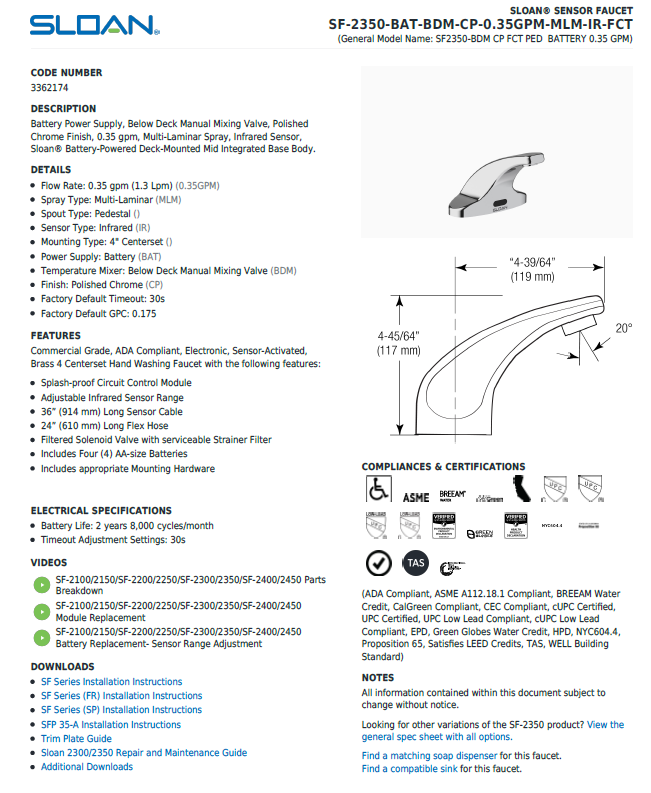 SLOAN®
SLOAN® SENSOR FAUCET
SF-2350-BAT-BDM-CP-0.35GPM-MLM-IR-FCT
(General Model Name: SF2350-BDM CP FCT PED BATTERY 0.35 GPM)
CODE NUMBER
3362174
DESCRIPTION
Battery Power Supply, Below Deck Manual Mixing Valve, Polished
Chrome Finish, 0.35 gpm, Multi-Laminar Spray, Infrared Sensor,
Sloan® Battery-Powered Deck-Mounted Mid Integrated Base Body.
DETAILS
Flow Rate: 0.35 gpm (1.3 Lpm) (0.35GPM)
Spray Type: Multi-Laminar (MLM)
Spout Type: Pedestal ()
Sensor Type: Infrared (IR)
Mounting Type: 4" Centerset ()
Power Supply: Battery (BAT)
Temperature Mixer: Below Deck Manual Mixing Valve (BDM)
Finish: Polished Chrome (CP)
Factory Default Timeout: 30s
Factory Default GPC: 0.175
FEATURES
Commercial Grade, ADA Compliant, Electronic, Sensor-Activated,
Brass 4 Centerset Hand Washing Faucet with the following features:
Splash-proof Circuit Control Module
Adjustable Infrared Sensor Range
36” (914 mm) Long Sensor Cable
24” (610 mm) Long Flex Hose
Filtered Solenoid Valve with serviceable Strainer Filter
Includes Four (4) AA-size Batteries
Includes appropriate Mounting Hardware
ELECTRICAL SPECIFICATIONS
Battery Life: 2 years 8,000 cycles/month
Timeout Adjustment Settings: 30s
VIDEOS
SF-2100/2150/SF-2200/2250/SF-2300/2350/SF-2400/2450 Parts
Breakdown
SF-2100/2150/SF-2200/2250/SF-2300/2350/SF-2400/2450
Module Replacement
SF-2100/2150/SF-2200/2250/SF-2300/2350/SF-2400/2450
Battery Replacement- Sensor Range Adjustment
DOWNLOADS
SF Series Installation Instructions
SF Series (FR) Installation Instructions
SF Series (SP) Installation Instructions
SFP 35-A Installation Instructions
Trim Plate Guide
Sloan 2300/2350 Repair and Maintenance Guide
Additional Downloads
SLOAN
“4-39/64”
(119 mm)
4-45/64”
(117 mm)
20°
COMPLIANCES & CERTIFICATIONS
ASME
BREEAM®
WATER
UPC
UPC
UPC
UPC
VERIFIED
GREEN
GLOBES
VERIFIED
NYC604.4
TAS
(ADA Compliant, ASME A112.18.1 Compliant, BREEAM Water
Credit, CalGreen Compliant, CEC Compliant, cUPC Certified,
UPC Certified, UPC Low Lead Compliant, cUPC Low Lead
Compliant, EPD, Green Globes Water Credit, HPD, NYC604.4,
Proposition 65, Satisfies LEED Credits, TAS, WELL Building
Standard)
NOTES
All information contained within this document subject to
change without notice.
Looking for other variations of the SF-2350 product? View the
general spec sheet with all options.
Find a matching soap dispenser for this faucet.
Find a compatible sink for this faucet.